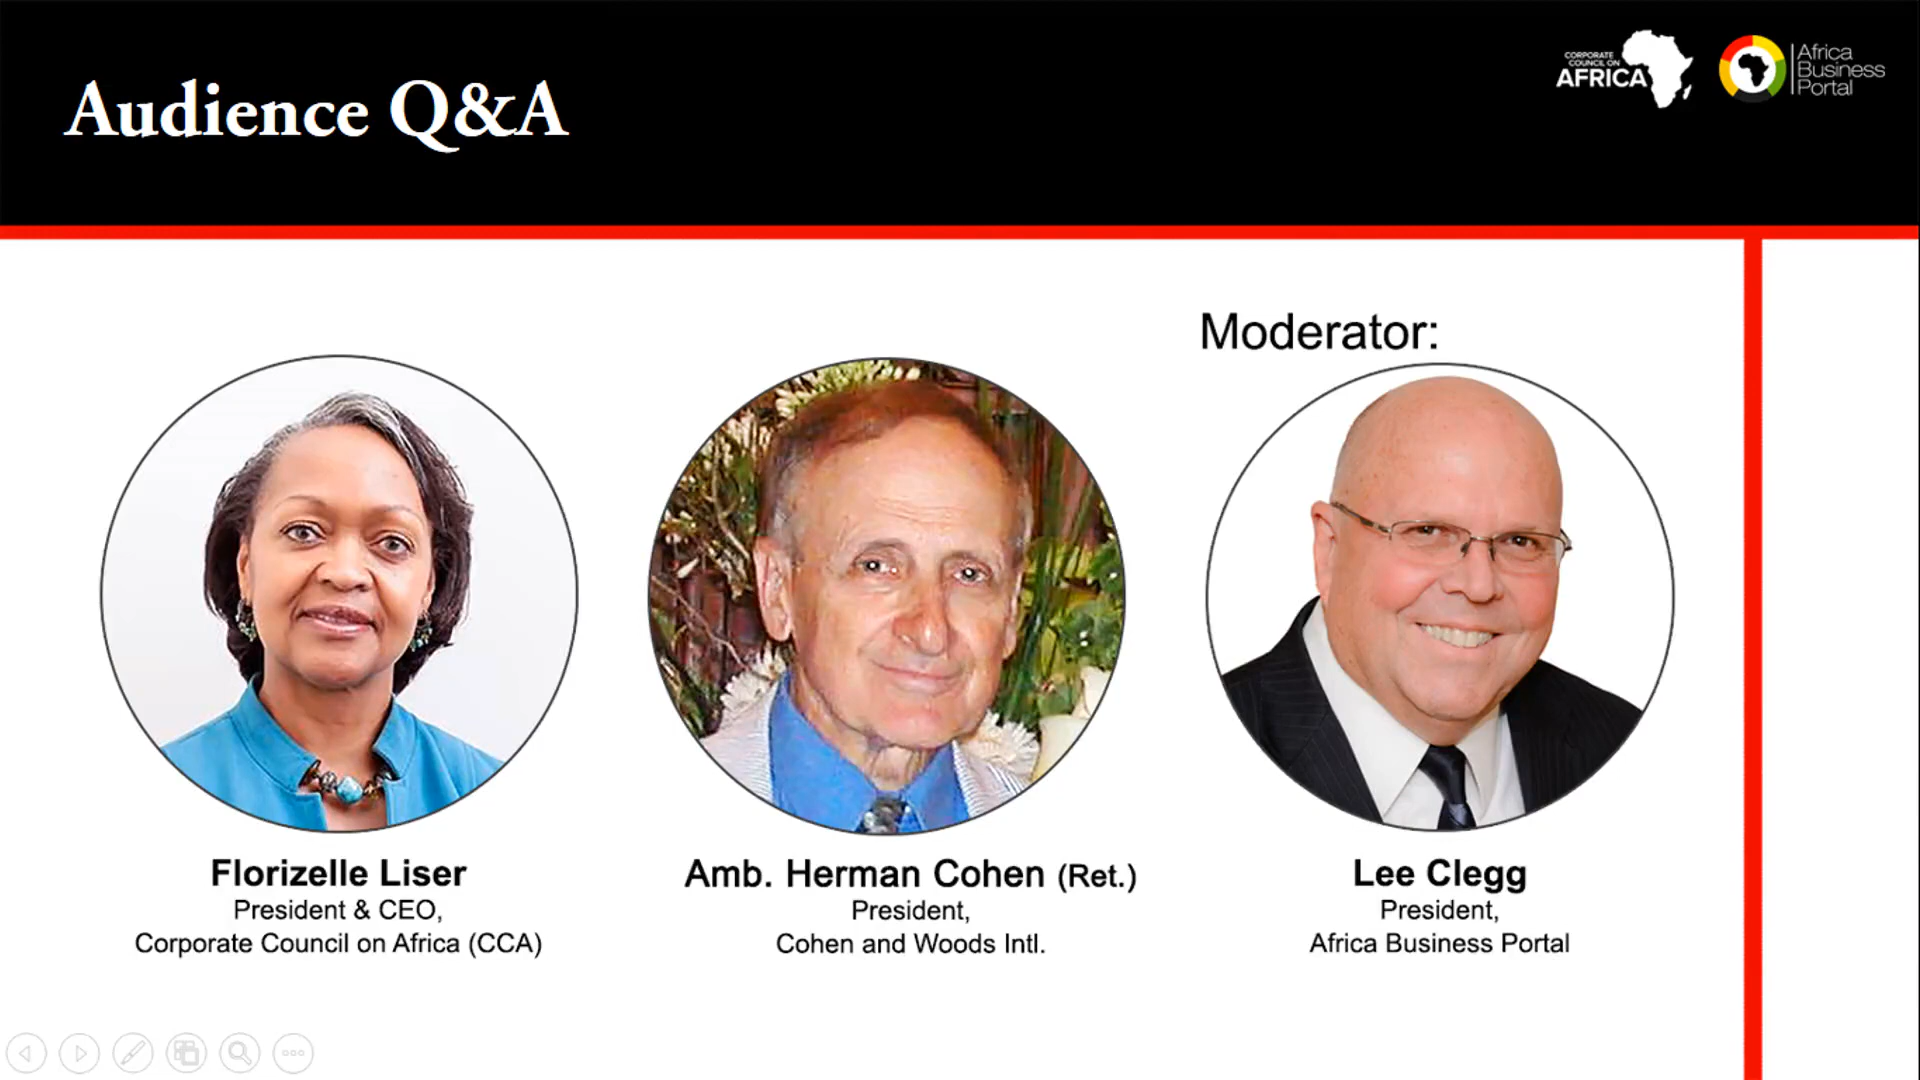 Audience Q&A
CORPORATE
COUNCIL ON
AFRICA
Africa
Business
Portal
Moderator:
Florizelle Liser
President & CEO,
Corporate Council on Africa (CCA)
Amb. Herman Cohen (Ret.)
President,
Cohen and Woods Intl.
Lee Clegg
President,
Africa Business Portal